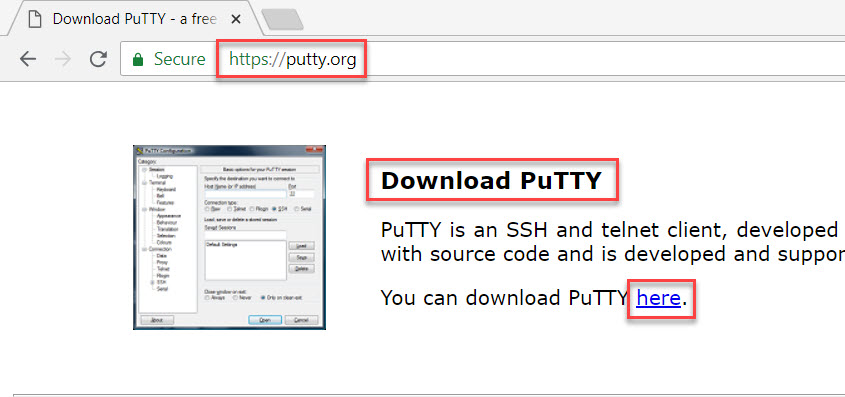 Download PuTTY - a free
Secure https://putty.org
PuTTY Configuration
Category:
Session
Logging
Terminal
Keyboard
Bell
Features
Window
Appearance
Behaviour
Translation
Selection
Colours
Connection
Data
Proxy
Telnet
Rlogin
SSH
Serial
Basic options for your PuTTY session
Specify the destination you want to connect to
Host Name (or IP address) Port
22
Connection type:
Raw Telnet Rlogin SSH Serial
Load, save or delete a stored session
Saved Sessions
Default Settings
Load
Save
Delete
Close window on exit:
Always Never Only on clean exit
About Open Cancel
Download PuTTY
PuTTY is an SSH and telnet client, developed
with source code and is developed and suppor
You can download PuTTY here.